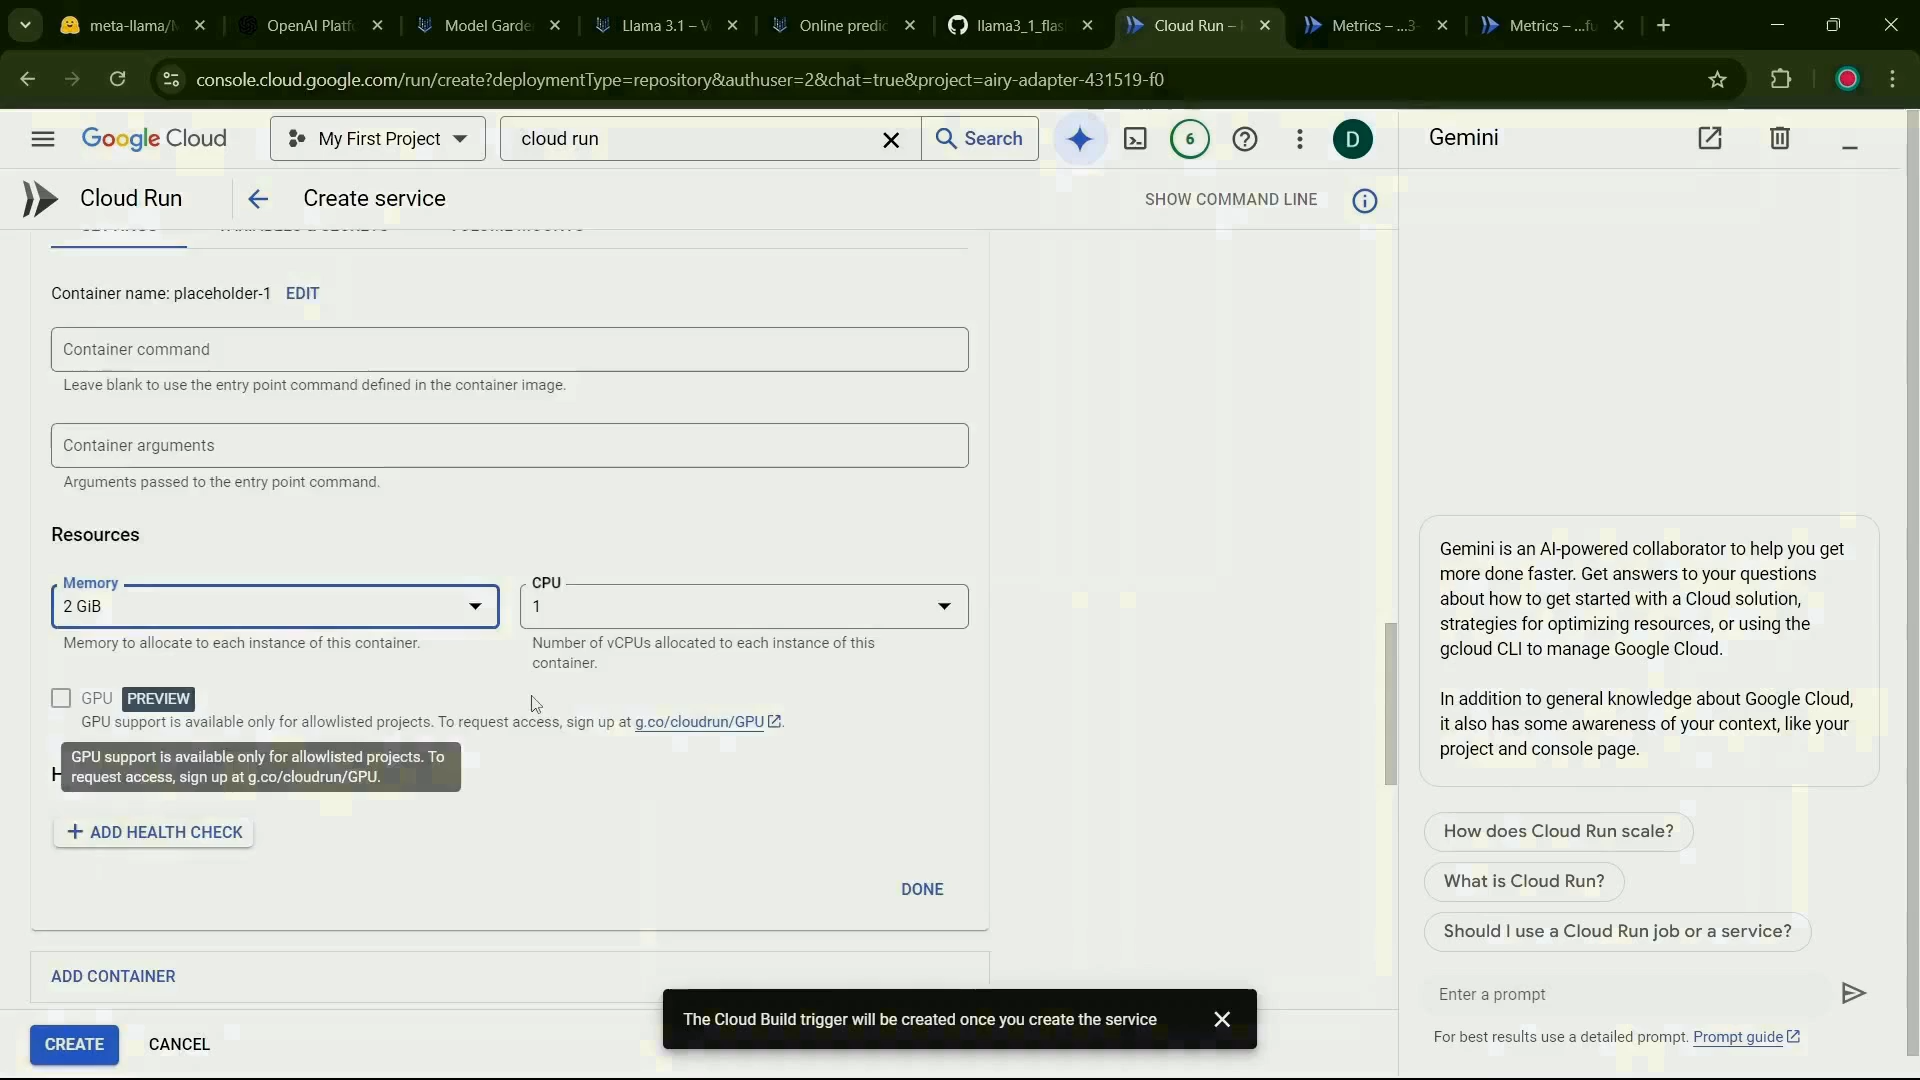 meta-llama/
OpenAI Platf
Model Garde
Llama 3.1 – V
Online predic
llama3_1_flas
Cloud Run –
Metrics – ...3-
Metrics – ...fu
console.cloud.google.com/run/create?deploymentType=repository&authuser=2&chat=true&project=airy-adapter-431519-f0
Google Cloud
My First Project
cloud run
Search
6
D
Gemini
Cloud Run
Create service
SHOW COMMAND LINE
SETTINGS
VARIABLES & SECRETS
VOLUME MOUNTS
Container name: placeholder-1 EDIT
Container command
Leave blank to use the entry point command defined in the container image.
Container arguments
Arguments passed to the entry point command.
Resources
Memory
2 GiB
Memory to allocate to each instance of this container.
CPU
1
Number of vCPUs allocated to each instance of this
container.
GPU PREVIEW
GPU support is available only for allowlisted projects. To request access, sign up at g.co/cloudrun/GPU.
GPU support is available only for allowlisted projects. To
request access, sign up at g.co/cloudrun/GPU.
+ ADD HEALTH CHECK
DONE
ADD CONTAINER
The Cloud Build trigger will be created once you create the service
CREATE
CANCEL
Gemini is an AI-powered collaborator to help you get
more done faster. Get answers to your questions
about how to get started with a Cloud solution,
strategies for optimizing resources, or using the
gcloud CLI to manage Google Cloud.
In addition to general knowledge about Google Cloud,
it also has some awareness of your context, like your
project and console page.
How does Cloud Run scale?
What is Cloud Run?
Should I use a Cloud Run job or a service?
Enter a prompt
For best results use a detailed prompt. Prompt guide